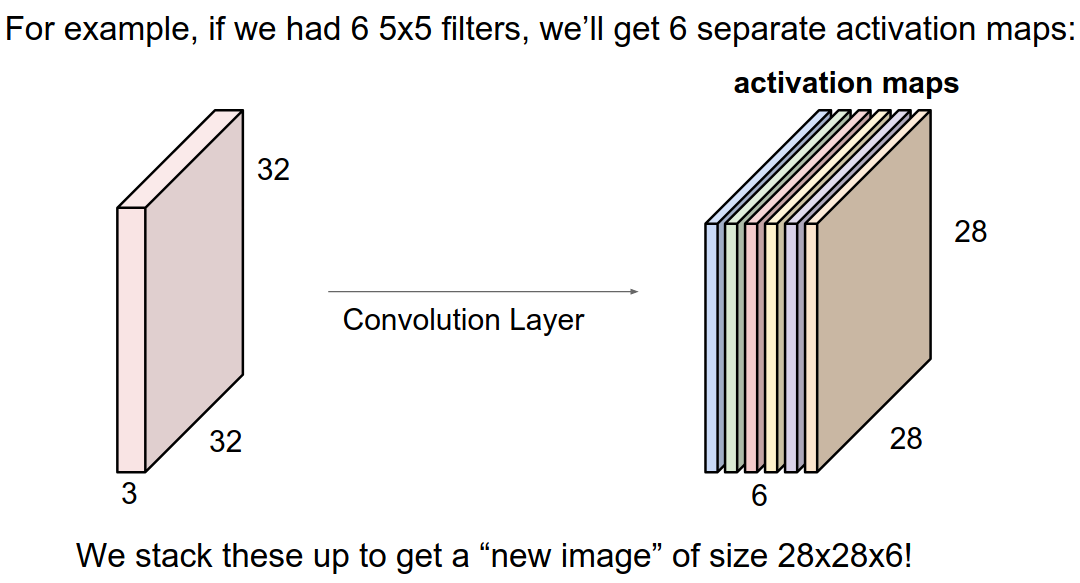 For example, if we had 6 5x5 filters, we’ll get 6 separate activation maps:
activation maps
32
28
Convolution Layer
32
28
3
6
We stack these up to get a “new image” of size 28x28x6!